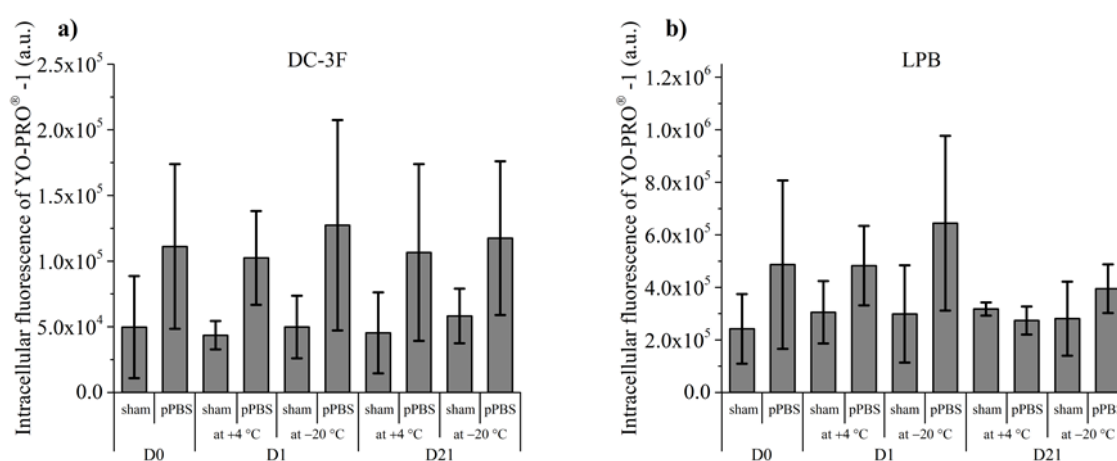 a)
DC-3F
Intracellular fluorescence of YO-PRO® -1 (a.u.)
2.5x10⁵
2.0x10⁵
1.5x10⁵
1.0x10⁵
5.0x10⁴
0.0
sham pPBS sham pPBS sham pPBS sham pPBS sham pPBS
at +4 °C at −20 °C at +4 °C at −20 °C
D0 D1 D21
b)
LPB
Intracellular fluorescence of YO-PRO® -1 (a.u.)
1.2x10⁶
1.0x10⁶
8.0x10⁵
6.0x10⁵
4.0x10⁵
2.0x10⁵
0.0
sham pPBS sham pPBS sham pPBS sham pPBS sham pPB
at +4 °C at −20 °C at +4 °C at −20 °C
D0 D1 D21